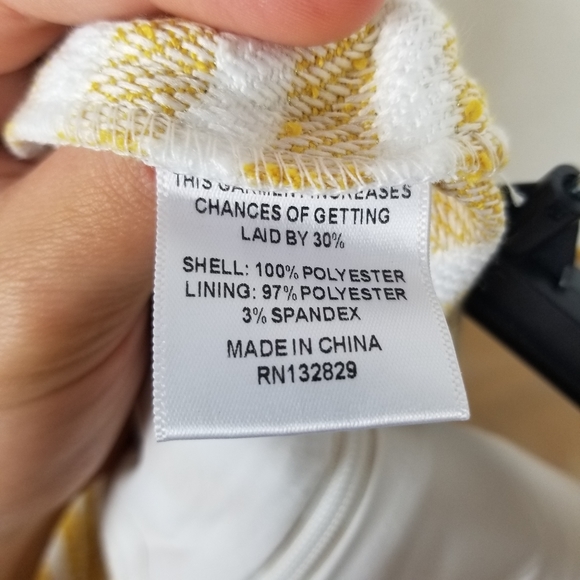 THIS GARMENT INCREASES
CHANCES OF GETTING
LAID BY 30%
SHELL: 100% POLYESTER
LINING: 97% POLYESTER
3% SPANDEX
MADE IN CHINA
RN132829